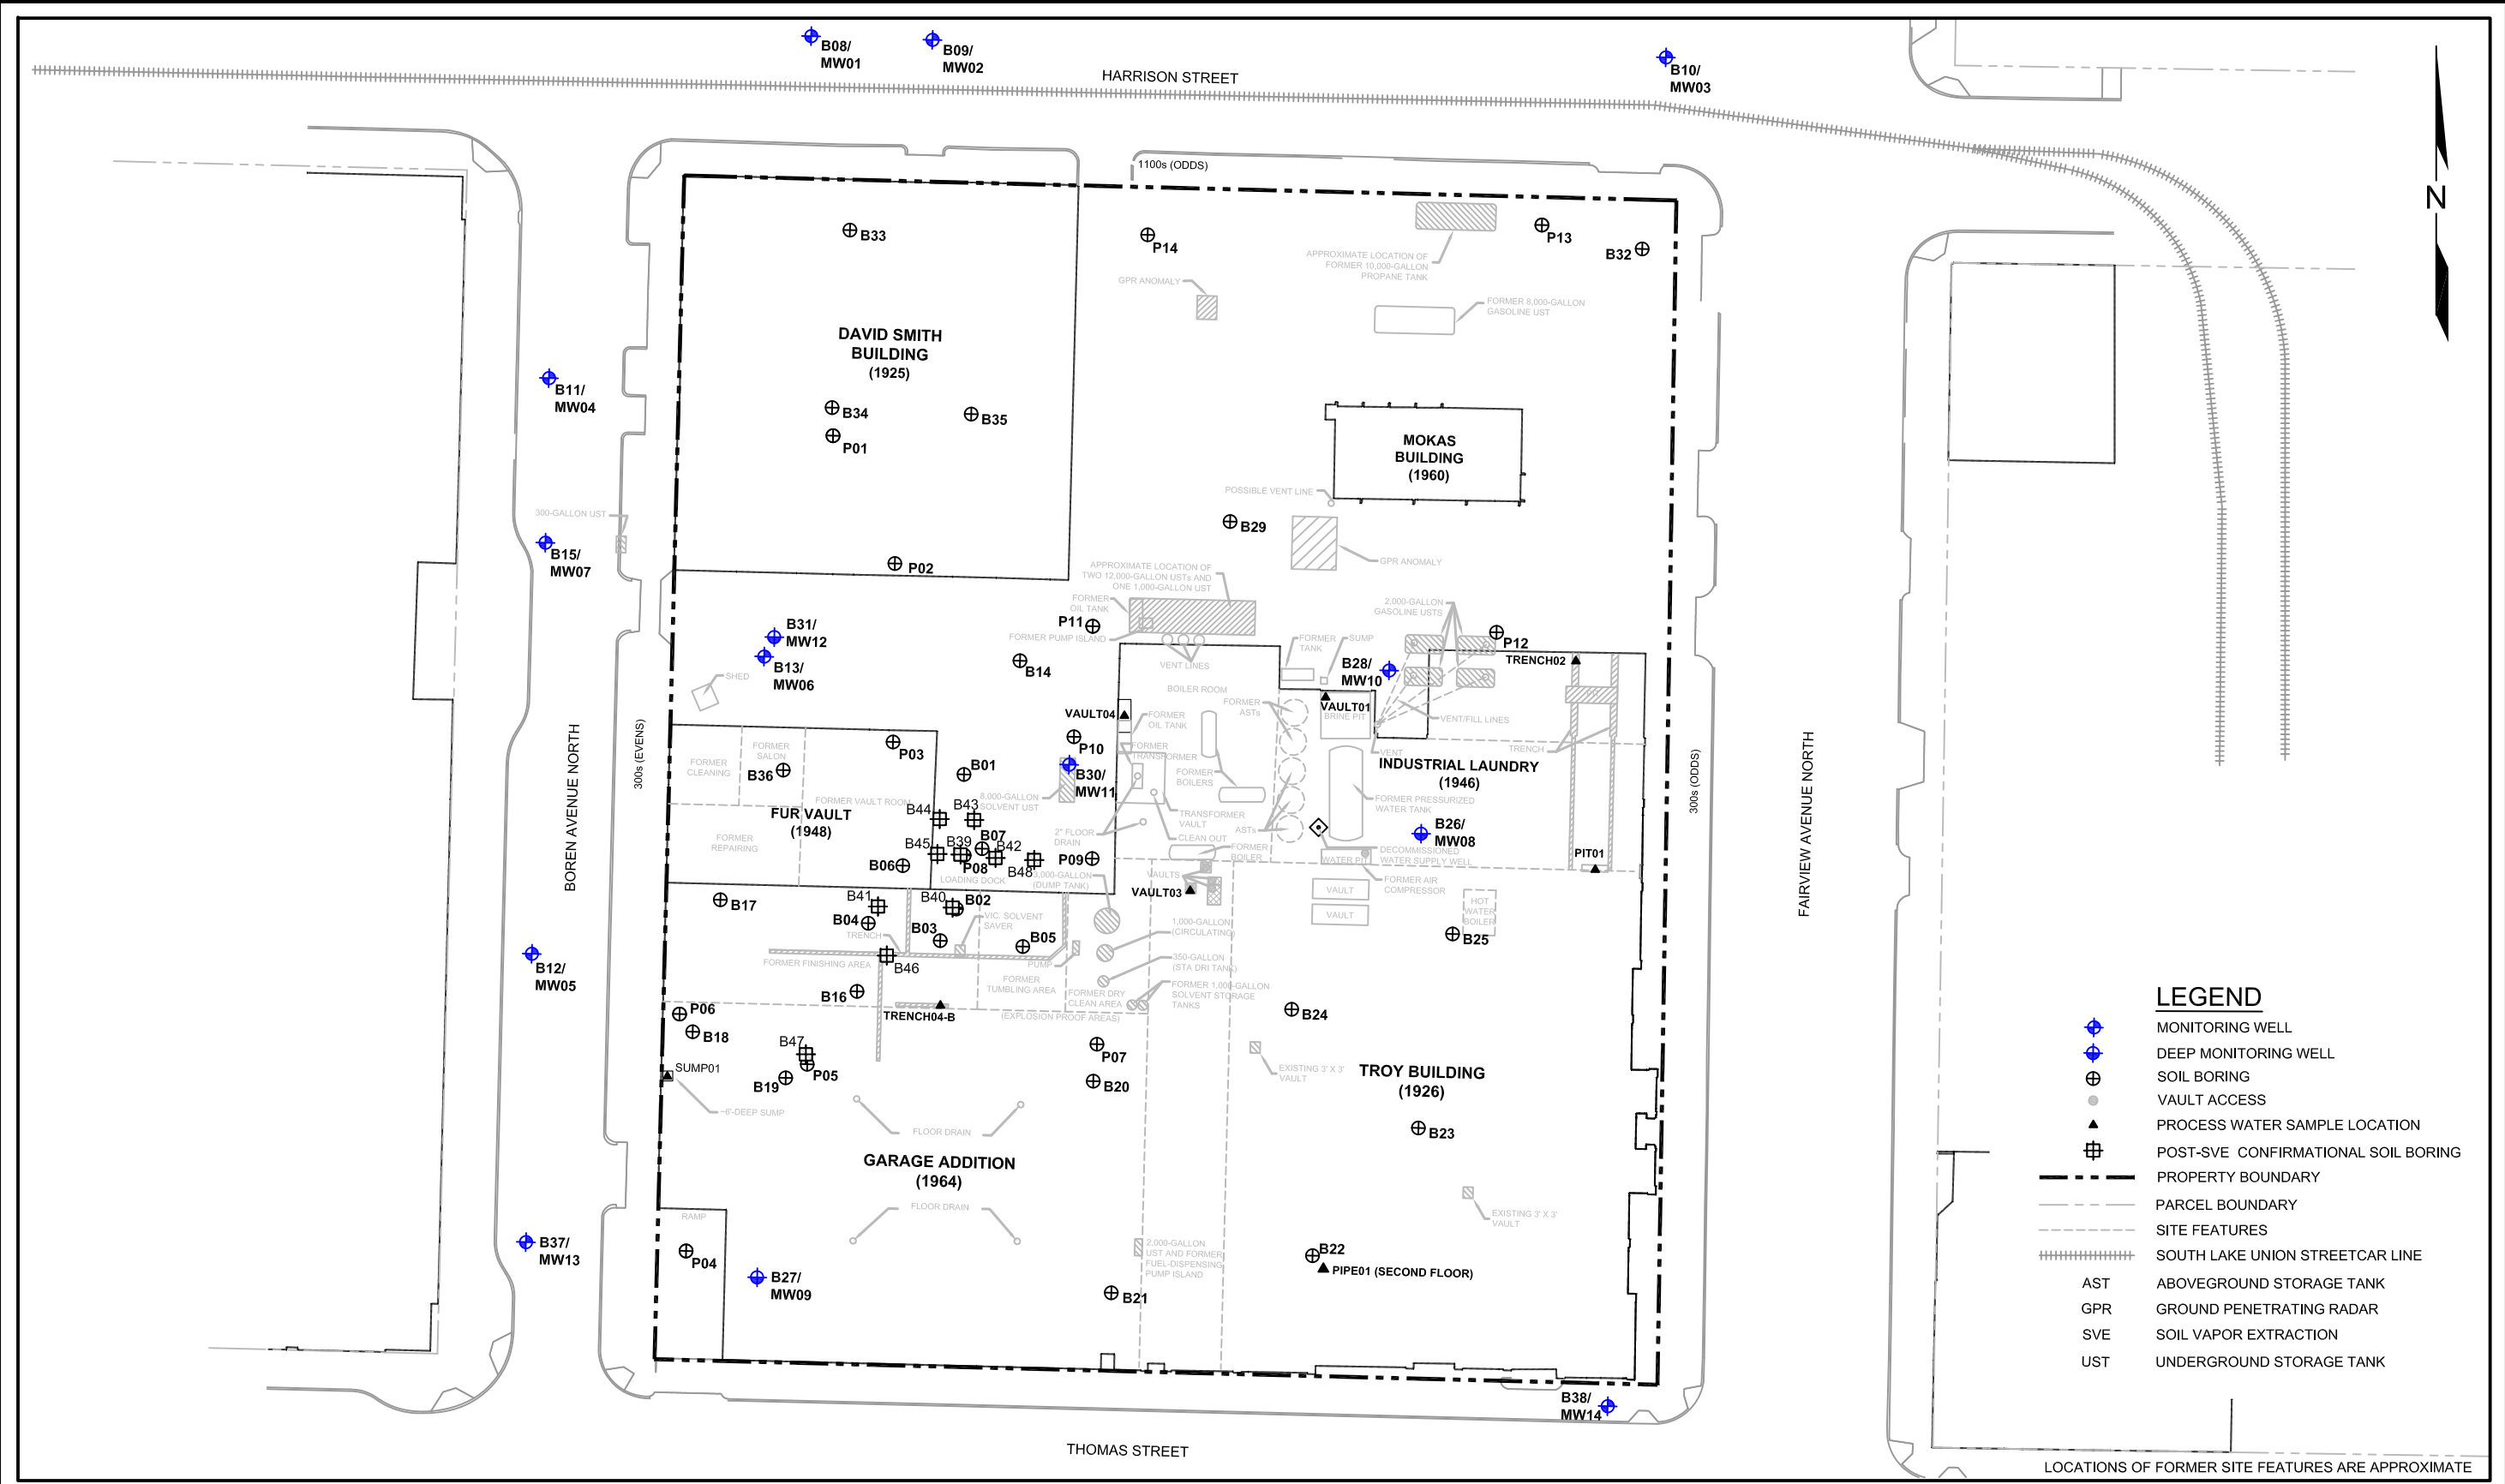 B08/
MW01
B09/
MW02
HARRISON STREET
B10/
MW03
N
1100s (ODDS)
B33
P14
P13
B32
APPROXIMATE LOCATION OF
FORMER 10,000-GALLON
PROPANE TANK
GPR ANOMALY
FORMER 8,000-GALLON
GASOLINE UST
DAVID SMITH
BUILDING
(1925)
B11/
MW04
B34
B35
P01
MOKAS
BUILDING
(1960)
POSSIBLE VENT LINE
300-GALLON UST
B29
B15/
MW07
GPR ANOMALY
P02
APPROXIMATE LOCATION OF
TWO 12,000-GALLON USTs AND
ONE 1,000-GALLON UST
FORMER
OIL TANK
2,000-GALLON
GASOLINE USTS
P11
FORMER PUMP ISLAND
B31/
MW12
B13/
MW06
P12
FORMER
TANK
SUMP
TRENCH02
VENT LINES
B14
B28/
MW10
SHED
BOILER ROOM
FORMER
ASTs
VAULT01
BRINE PIT
VAULT04
FORMER
OIL TANK
VENT/FILL LINES
P10
P03
FORMER
TRANSFORMER
VENT
TRENCH
FORMER
SALON
FORMER
CLEANING
B36
B01
B30/
MW11
FORMER
BOILERS
INDUSTRIAL LAUNDRY
(1946)
BOREN AVENUE NORTH
300s (EVENS)
300s (ODDS)
FAIRVIEW AVENUE NORTH
FORMER VAULT ROOM
8,000-GALLON
SOLVENT UST
FORMER PRESSURIZED
WATER TANK
B44
B43
FUR VAULT
(1948)
TRANSFORMER
VAULT
ASTs
B26/
MW08
FORMER
REPAIRING
B45
B39
B07
B42
2" FLOOR
DRAIN
CLEAN OUT
FORMER
BOILER
DECOMMISSIONED
WATER SUPPLY WELL
WATER PIT
PIT01
B06
P08
B48
P09
LOADING DOCK
3,000-GALLON
(DUMP TANK)
VAULTS
VAULT03
FORMER AIR
COMPRESSOR
VAULT
VAULT
HOT
WATER
BOILER
B17
B41
B40
B02
B04
B03
VIC. SOLVENT
SAVER
1,000-GALLON
(CIRCULATING)
TRENCH
B05
B25
B12/
MW05
FORMER FINISHING AREA
B46
PUMP
350-GALLON
(STA DRI TANK)
FORMER
TUMBLING AREA
FORMER DRY
CLEAN AREA
FORMER 1,000-GALLON
SOLVENT STORAGE
TANKS
B16
TRENCH04-B
(EXPLOSION PROOF AREAS)
B24
P06
B18
B47
P05
B19
P07
B20
SUMP01
~6'-DEEP SUMP
EXISTING 3' X 3'
VAULT
TROY BUILDING
(1926)
FLOOR DRAIN
B23
GARAGE ADDITION
(1964)
FLOOR DRAIN
RAMP
EXISTING 3' X 3'
VAULT
B37/
MW13
P04
B27/
MW09
2,000-GALLON
UST AND FORMER
FUEL-DISPENSING
PUMP ISLAND
B22
PIPE01 (SECOND FLOOR)
B21
B38/
MW14
THOMAS STREET
LEGEND
MONITORING WELL
DEEP MONITORING WELL
SOIL BORING
VAULT ACCESS
PROCESS WATER SAMPLE LOCATION
POST-SVE CONFIRMATIONAL SOIL BORING
PROPERTY BOUNDARY
PARCEL BOUNDARY
SITE FEATURES
SOUTH LAKE UNION STREETCAR LINE
AST ABOVEGROUND STORAGE TANK
GPR GROUND PENETRATING RADAR
SVE SOIL VAPOR EXTRACTION
UST UNDERGROUND STORAGE TANK
LOCATIONS OF FORMER SITE FEATURES ARE APPROXIMATE